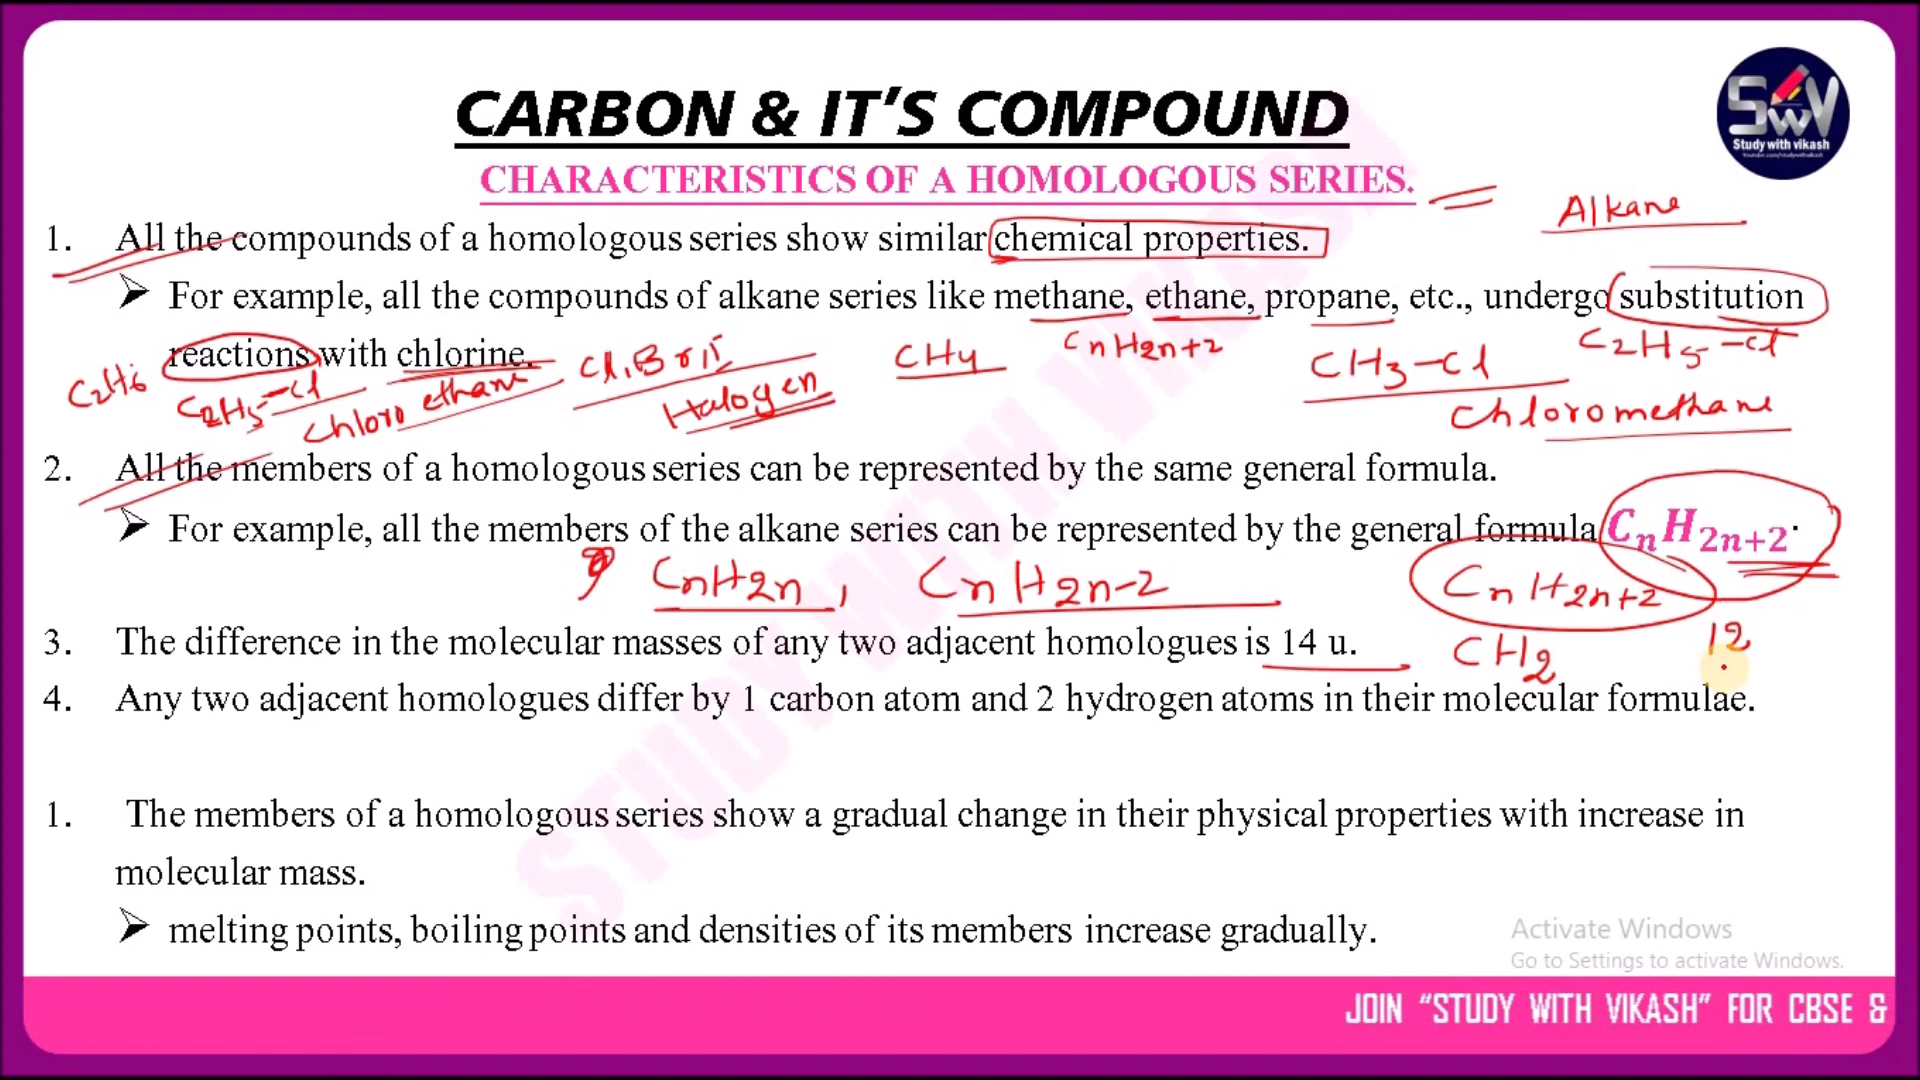 CARBON & IT'S COMPOUND
SWV
Study with vikash
CHARACTERISTICS OF A HOMOLOGOUS SERIES.
Alkane
1. All the compounds of a homologous series show similar chemical properties.
➢ For example, all the compounds of alkane series like methane, ethane, propane, etc., undergo substitution
reactions with chlorine.
C2H6
C2H5-Cl
Chloro ethane
Cl, Br, I
Halogen
CH4
CnH2n+2
CH3-Cl
C2H5-Cl
Chloromethane
2. All the members of a homologous series can be represented by the same general formula.
➢ For example, all the members of the alkane series can be represented by the general formula CnH2n+2.
CnH2n, CnH2n-2
CnH2n+2
3. The difference in the molecular masses of any two adjacent homologues is 14 u.
CH2 12
4. Any two adjacent homologues differ by 1 carbon atom and 2 hydrogen atoms in their molecular formulae.
1. The members of a homologous series show a gradual change in their physical properties with increase in
molecular mass.
➢ melting points, boiling points and densities of its members increase gradually.
STUDY WITH VIKASH
Activate Windows
Go to Settings to activate Windows.
JOIN "STUDY WITH VIKASH" FOR CBSE &